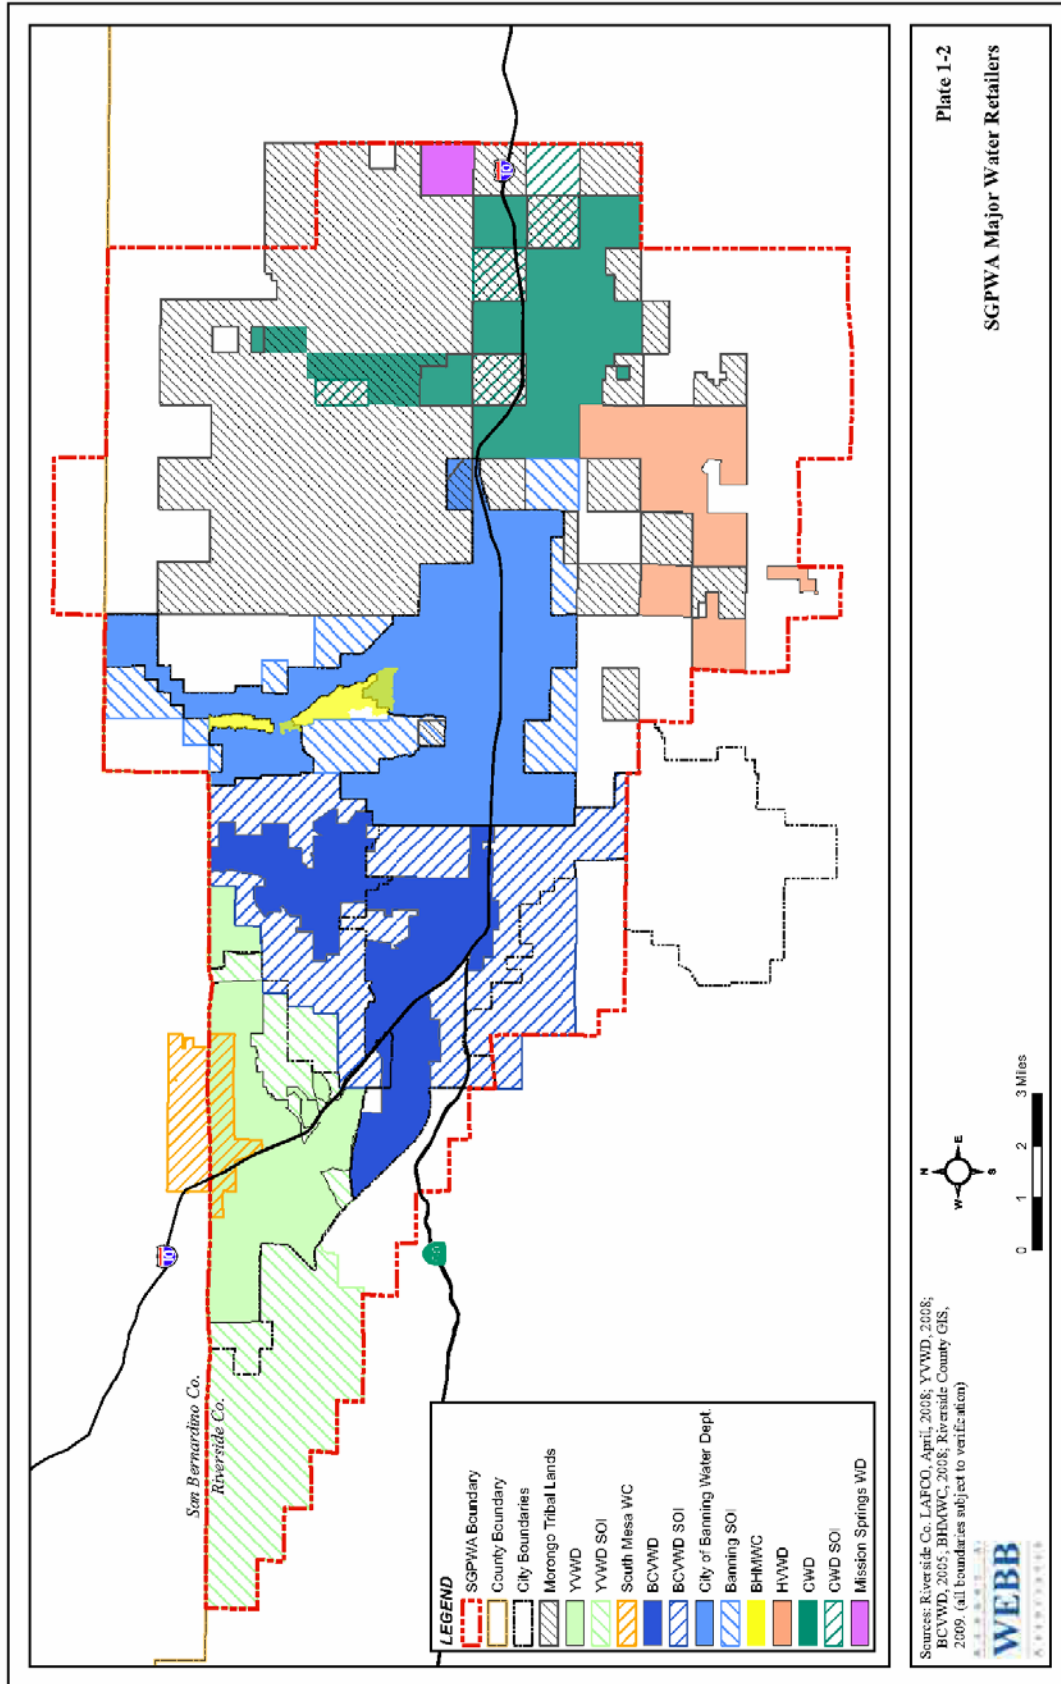 Plate 1-2
SGPWA Major Water Retailers
San Bernardino Co.
Riverside Co.
10
10
LEGEND
SGPWA Boundary
County Boundary
City Boundaries
Morongo Tribal Lands
YVWD
YVWD SOI
South Mesa WC
BCVWD
BCVWD SOI
City of Banning Water Dept.
Banning SOI
BHMWC
HVWD
CWD
CWD SOI
Mission Springs WD
N
W
E
S
0 1 2 3 Miles
Sources: Riverside Co. LAFCO, April, 2008; YVWD, 2008;
BCVWD, 2005; BHMWC, 2008; Riverside County GIS,
2009. (all boundaries subject to verification)
WEBB